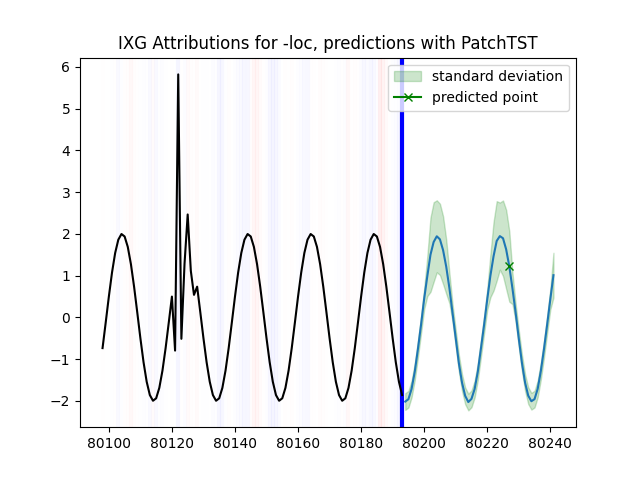 IXG Attributions for -loc, predictions with PatchTST
standard deviation
predicted point
6
5
4
3
2
1
0
−1
−2
80100 80120 80140 80160 80180 80200 80220 80240